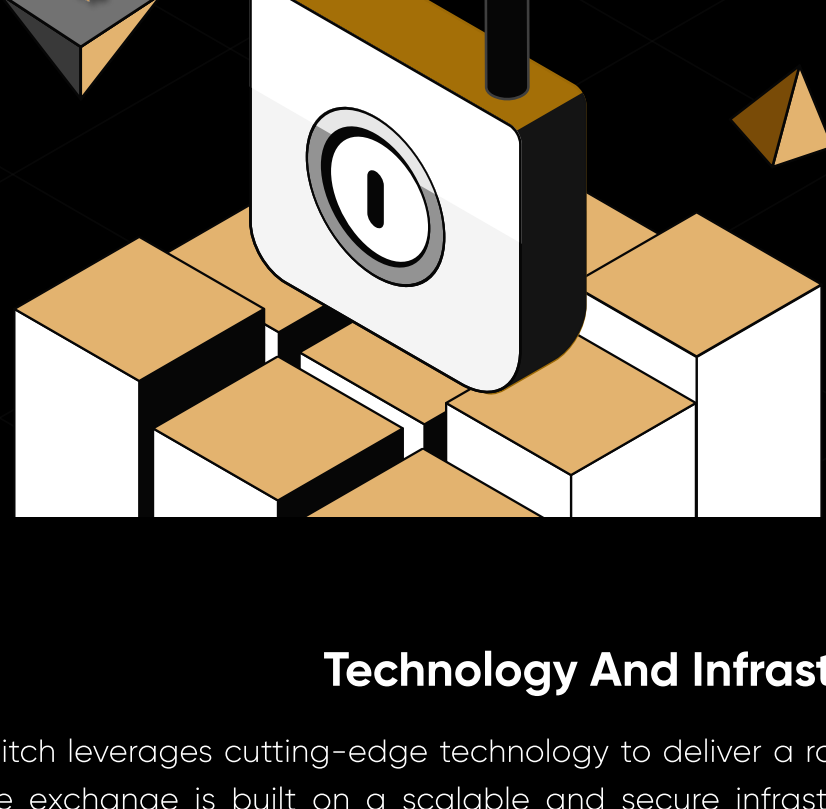 Technology And Infrast
itch leverages cutting-edge technology to deliver a ro
e exchange is built on a scalable and secure infrast